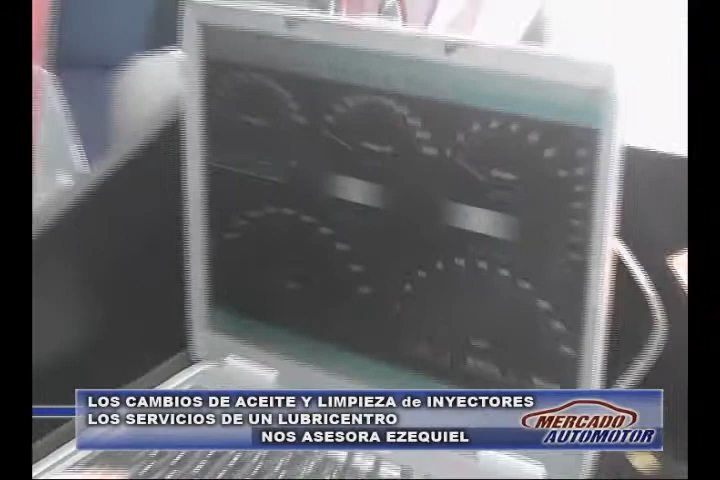 LOS CAMBIOS DE ACEITE Y LIMPIEZA de INYECTORES
LOS SERVICIOS DE UN LUBRICENTRO
NOS ASESORA EZEQUIEL
MERCADO
AUTOMOTOR